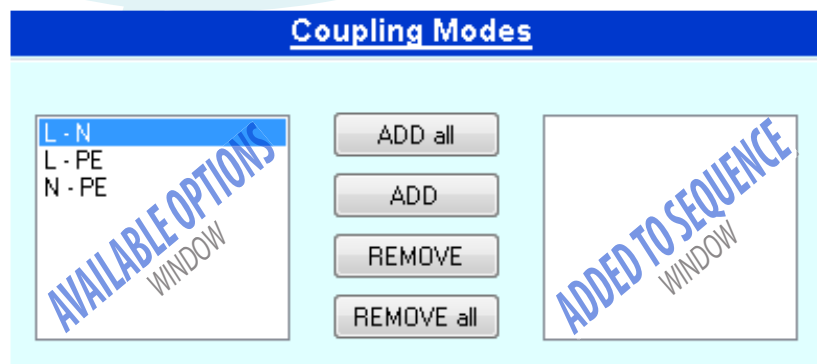 Coupling Modes
L - N
L - PE
N - PE
AVAILABLE OPTIONS
WINDOW
ADD all
ADD
REMOVE
REMOVE all
ADDED TO SEQUENCE
WINDOW